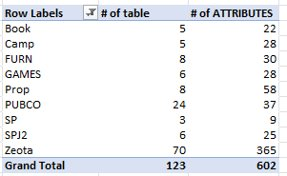 Row Labels # of table # of ATTRIBUTES
Book 5 22
Camp 5 28
FURN 8 30
GAMES 6 28
Prop 8 58
PUBCO 24 37
SP 3 9
SPJ2 6 25
Zeota 70 365
Grand Total 123 602